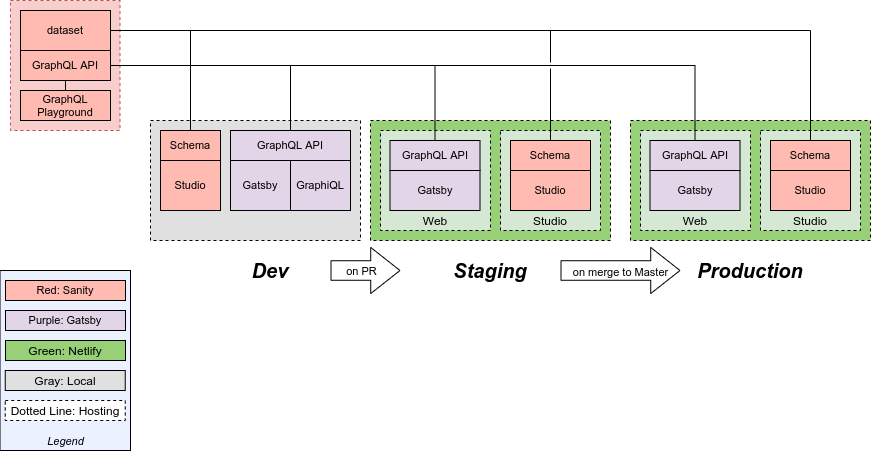 dataset
GraphQL API
GraphQL
Playground
Schema
Studio
GraphQL API
Gatsby
GraphiQL
GraphQL API
Gatsby
Web
Schema
Studio
Studio
GraphQL API
Gatsby
Web
Schema
Studio
Studio
Dev
on PR
Staging
on merge to Master
Production
Red: Sanity
Purple: Gatsby
Green: Netlify
Gray: Local
Dotted Line: Hosting
Legend